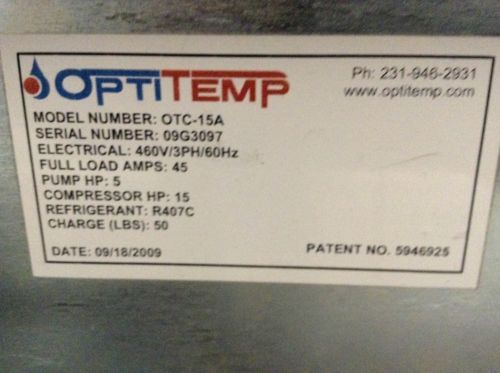 OPTITEMP
Ph: 231-946-2931
www.optitemp.com
MODEL NUMBER: OTC-15A
SERIAL NUMBER: 09G3097
ELECTRICAL: 460V/3PH/60Hz
FULL LOAD AMPS: 45
PUMP HP: 5
COMPRESSOR HP: 15
REFRIGERANT: R407C
CHARGE (LBS): 50
DATE: 09/18/2009
PATENT NO. 5946925